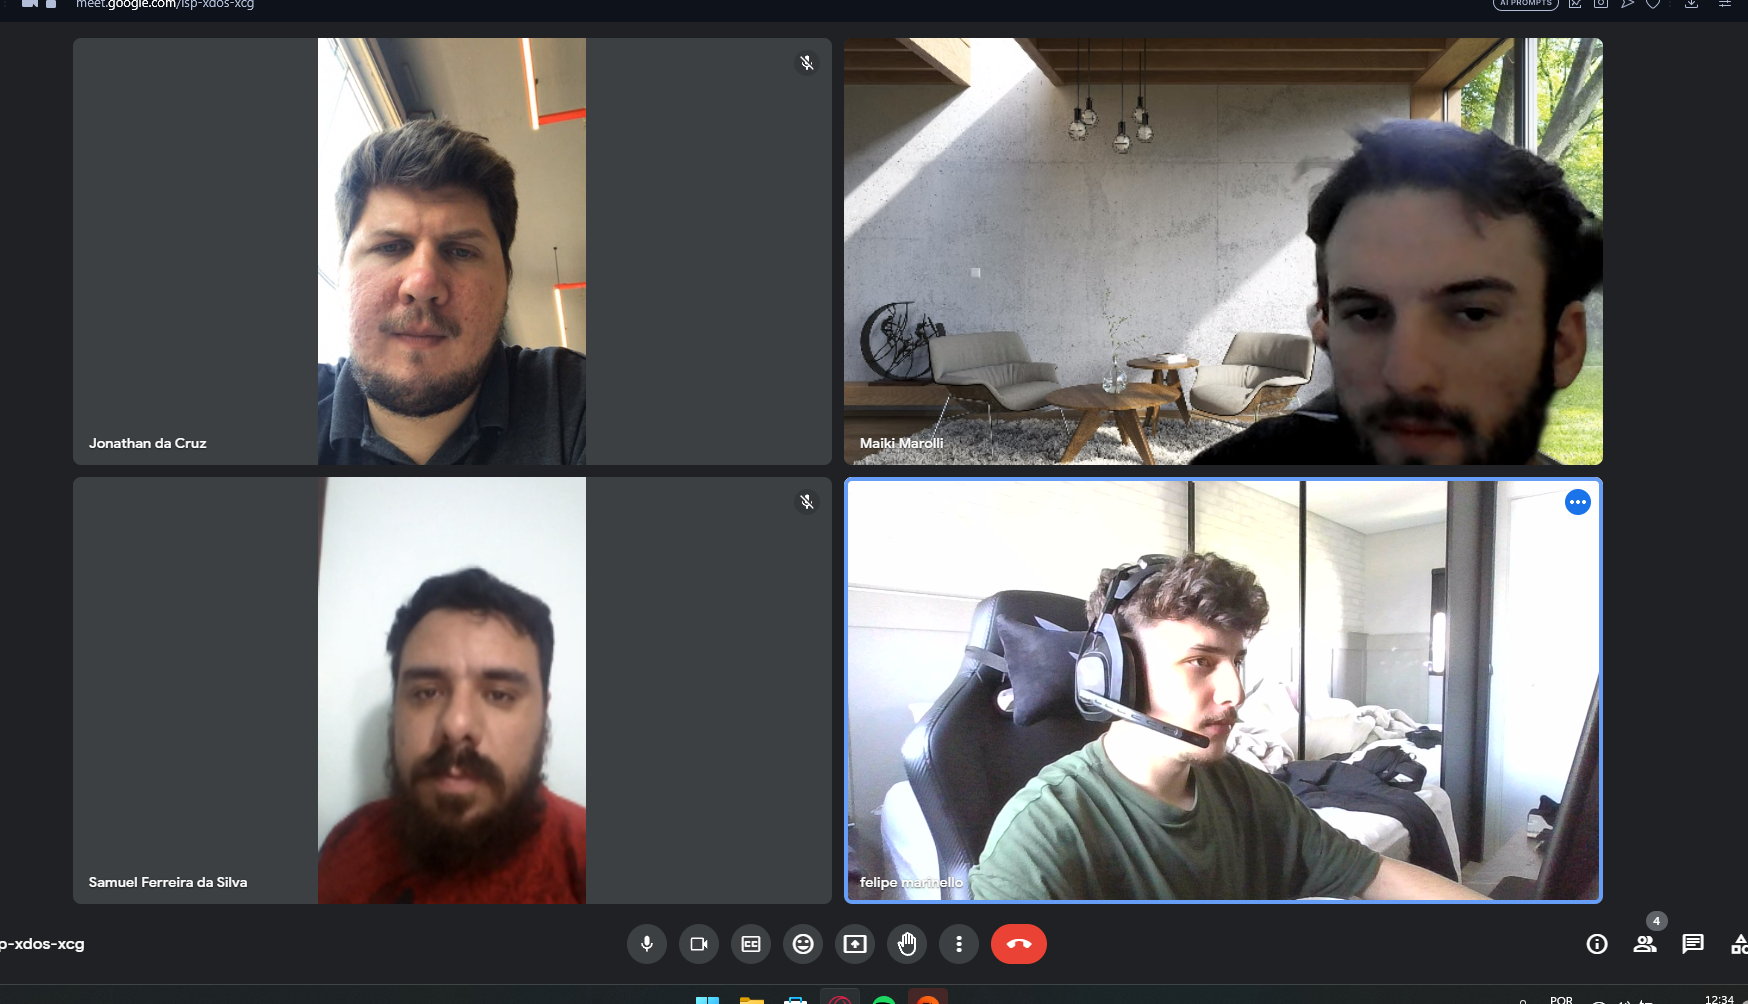 meet.google.com/isp-xdos-xcg
AI PROMPTS
Jonathan da Cruz
Maiki Marolli
Samuel Ferreira da Silva
felipe marinello
p-xdos-xcg
CC
4
POR
12:34